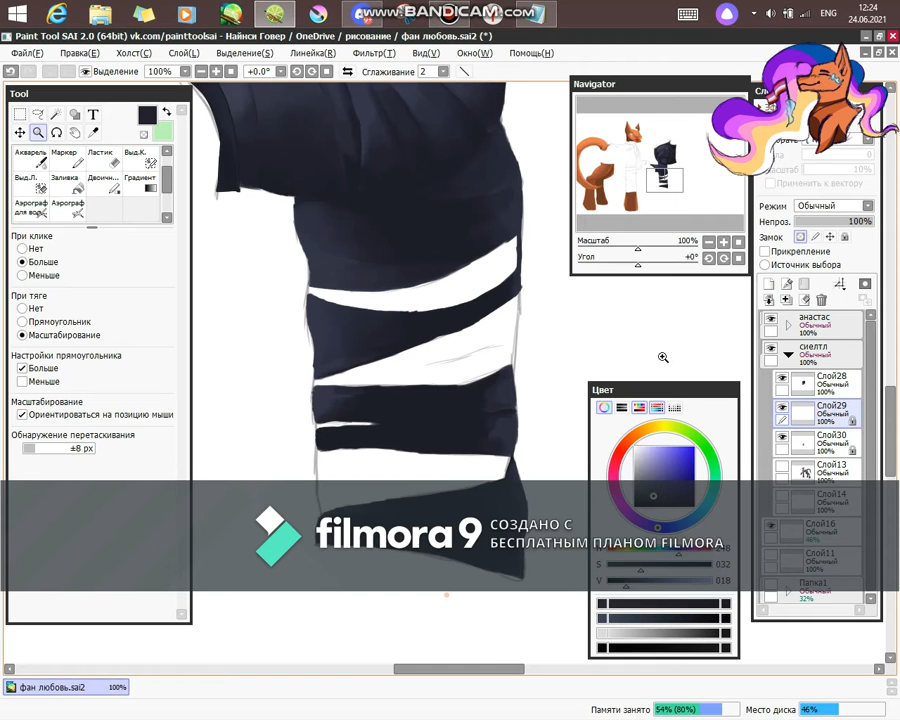 www.BANDICAM.com
ENG
12:24
24.06.2021
Paint Tool SAI 2.0 (64bit) vk.com/painttoolsai - Найнси Говер / OneDrive / рисование / фан любовь.sai2 (*)
Файл(F) Правка(E) Холст(C) Слой(L) Выделение(S) Линейка(R) Фильтр(T) Вид(V) Окно(W) Помощь(H)
Выделение 100% +0.0° Сглаживание 2
Tool
Акварель Маркер Ластик Выд.К.
Выд.Л. Заливка Двоичн... Градиент
Аэрограф для вод Аэрограф
При клике
Нет
Больше
Меньше
При тяге
Нет
Прямоугольник
Масштабирование
Настройки прямоугольника
Больше
Меньше
Масштабирование
Ориентироваться на позицию мыши
Обнаружение перетаскивания
±8 px
Navigator
Масштаб 100%
Угол +0°
Применить к вектору
Режим Обычный
Непроз. 100%
Замок
Прикрепление
Источник выбора
анастас
Обычный
100%
сиелтл
Обычный
100%
Слой28
Обычный
100%
Слой29
Обычный
100%
Слой30
Обычный
100%
Слой13
Обычный
100%
Слой14
Обычный
100%
Слой16
Обычный
46%
Слой11
Обычный
100%
Папка1
Обычный
32%
Цвет
S 032
V 018
filmora9
СОЗДАНО С
БЕСПЛАТНЫМ ПЛАНОМ FILMORA
фан любовь.sai2 100%
Памяти занято 54% (80%) Место диска 46%